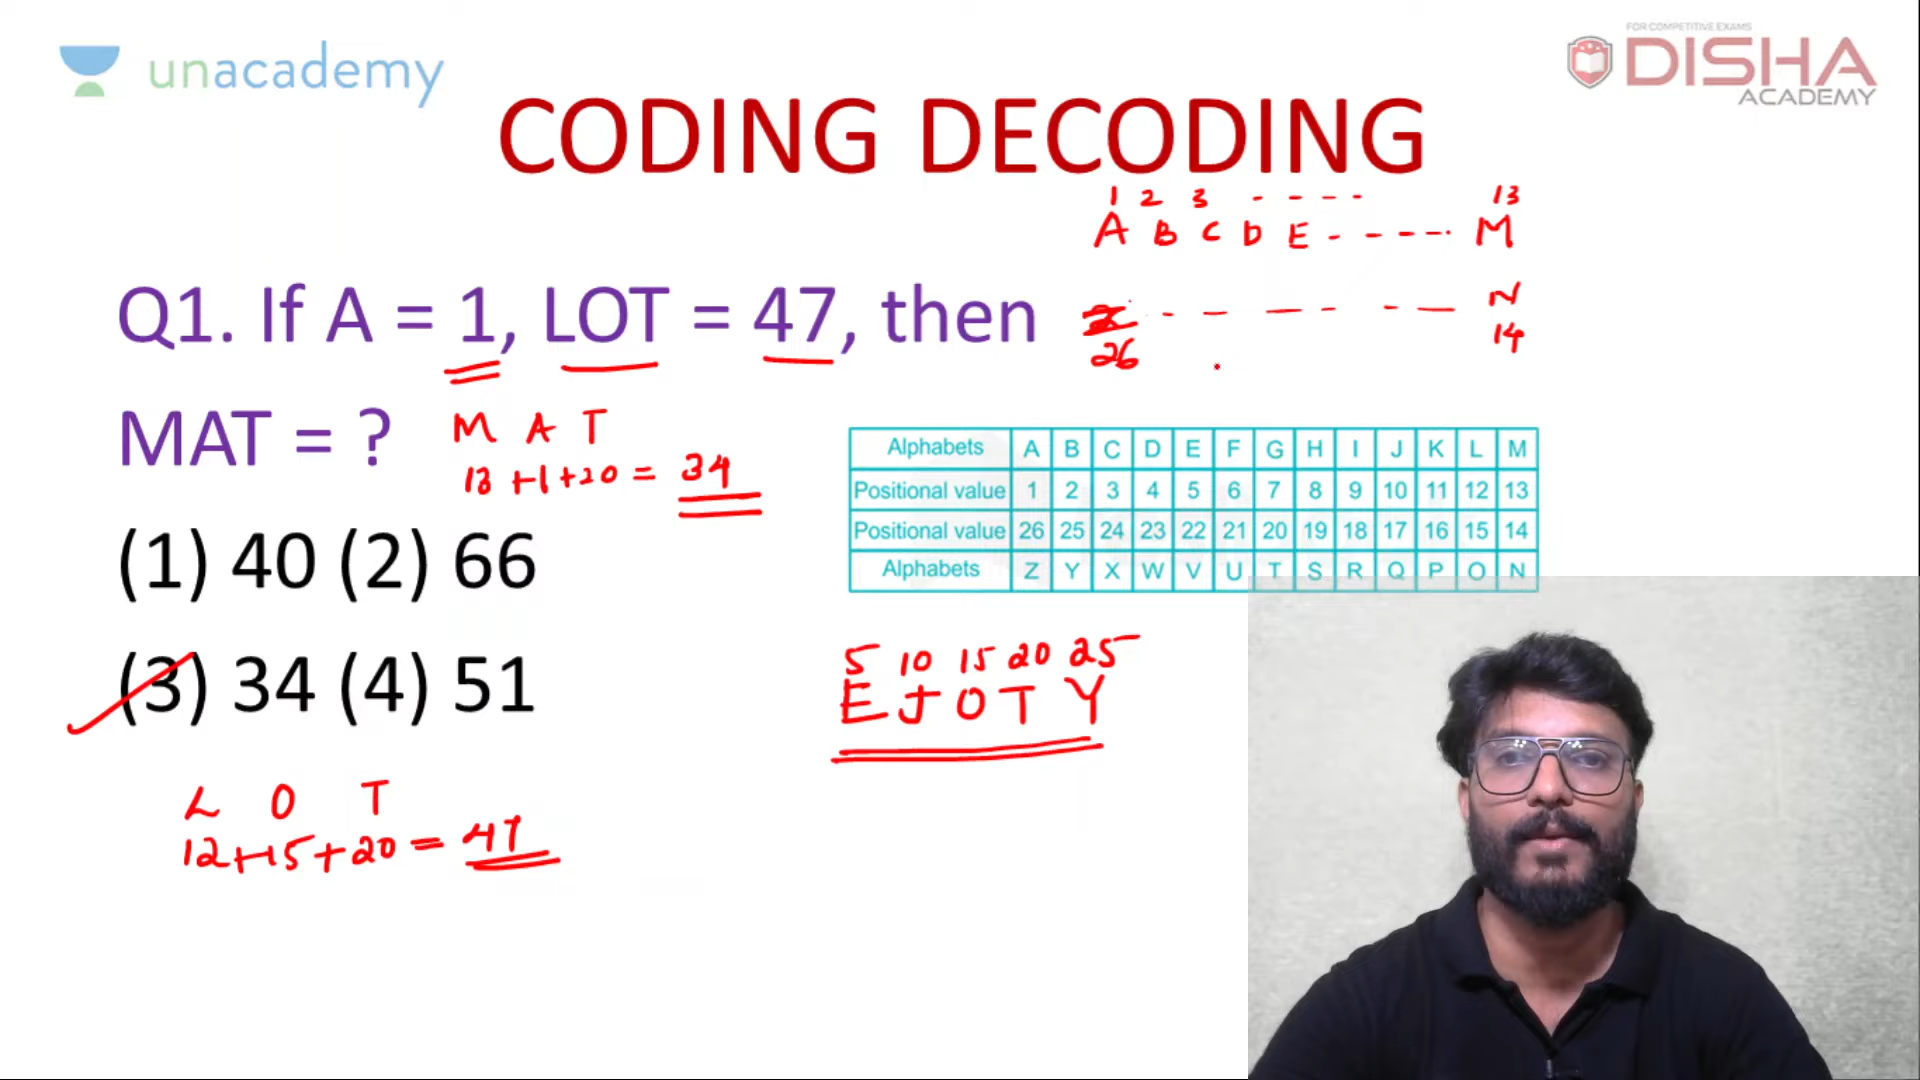 unacademy
FOR COMPETITIVE EXAMS
DISHA
ACADEMY
CODING DECODING
1 2 3 - - - - 13
A B C D E - - - - - M
Q1. If A = 1, LOT = 47, then
Z - - - - - - - N
26 14
MAT = ?
M A T
13 +1 +20 = 34
Alphabets A B C D E F G H I J K L M
Positional value 1 2 3 4 5 6 7 8 9 10 11 12 13
Positional value 26 25 24 23 22 21 20 19 18 17 16 15 14
Alphabets Z Y X W V U T S R Q P O N
(1) 40 (2) 66
(3) 34 (4) 51
5 10 15 20 25
E J O T Y
L O T
12+15+20 = 47